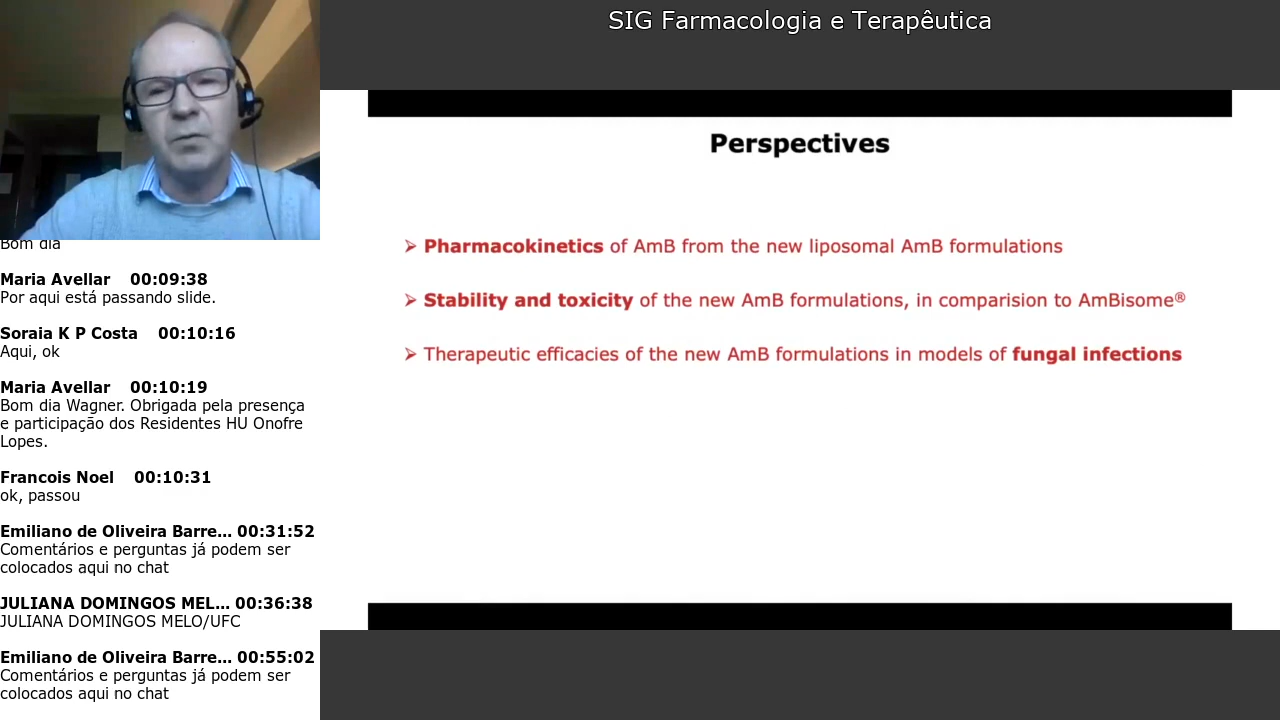 SIG Farmacologia e Terapêutica
Bom dia
Maria Avellar 00:09:38
Por aqui está passando slide.
Soraia K P Costa 00:10:16
Aqui, ok
Maria Avellar 00:10:19
Bom dia Wagner. Obrigada pela presença
e participação dos Residentes HU Onofre
Lopes.
Francois Noel 00:10:31
ok, passou
Emiliano de Oliveira Barre... 00:31:52
Comentários e perguntas já podem ser
colocados aqui no chat
JULIANA DOMINGOS MEL... 00:36:38
JULIANA DOMINGOS MELO/UFC
Emiliano de Oliveira Barre... 00:55:02
Comentários e perguntas já podem ser
colocados aqui no chat
Perspectives
➢ Pharmacokinetics of AmB from the new liposomal AmB formulations
➢ Stability and toxicity of the new AmB formulations, in comparision to AmBisome®
➢ Therapeutic efficacies of the new AmB formulations in models of fungal infections